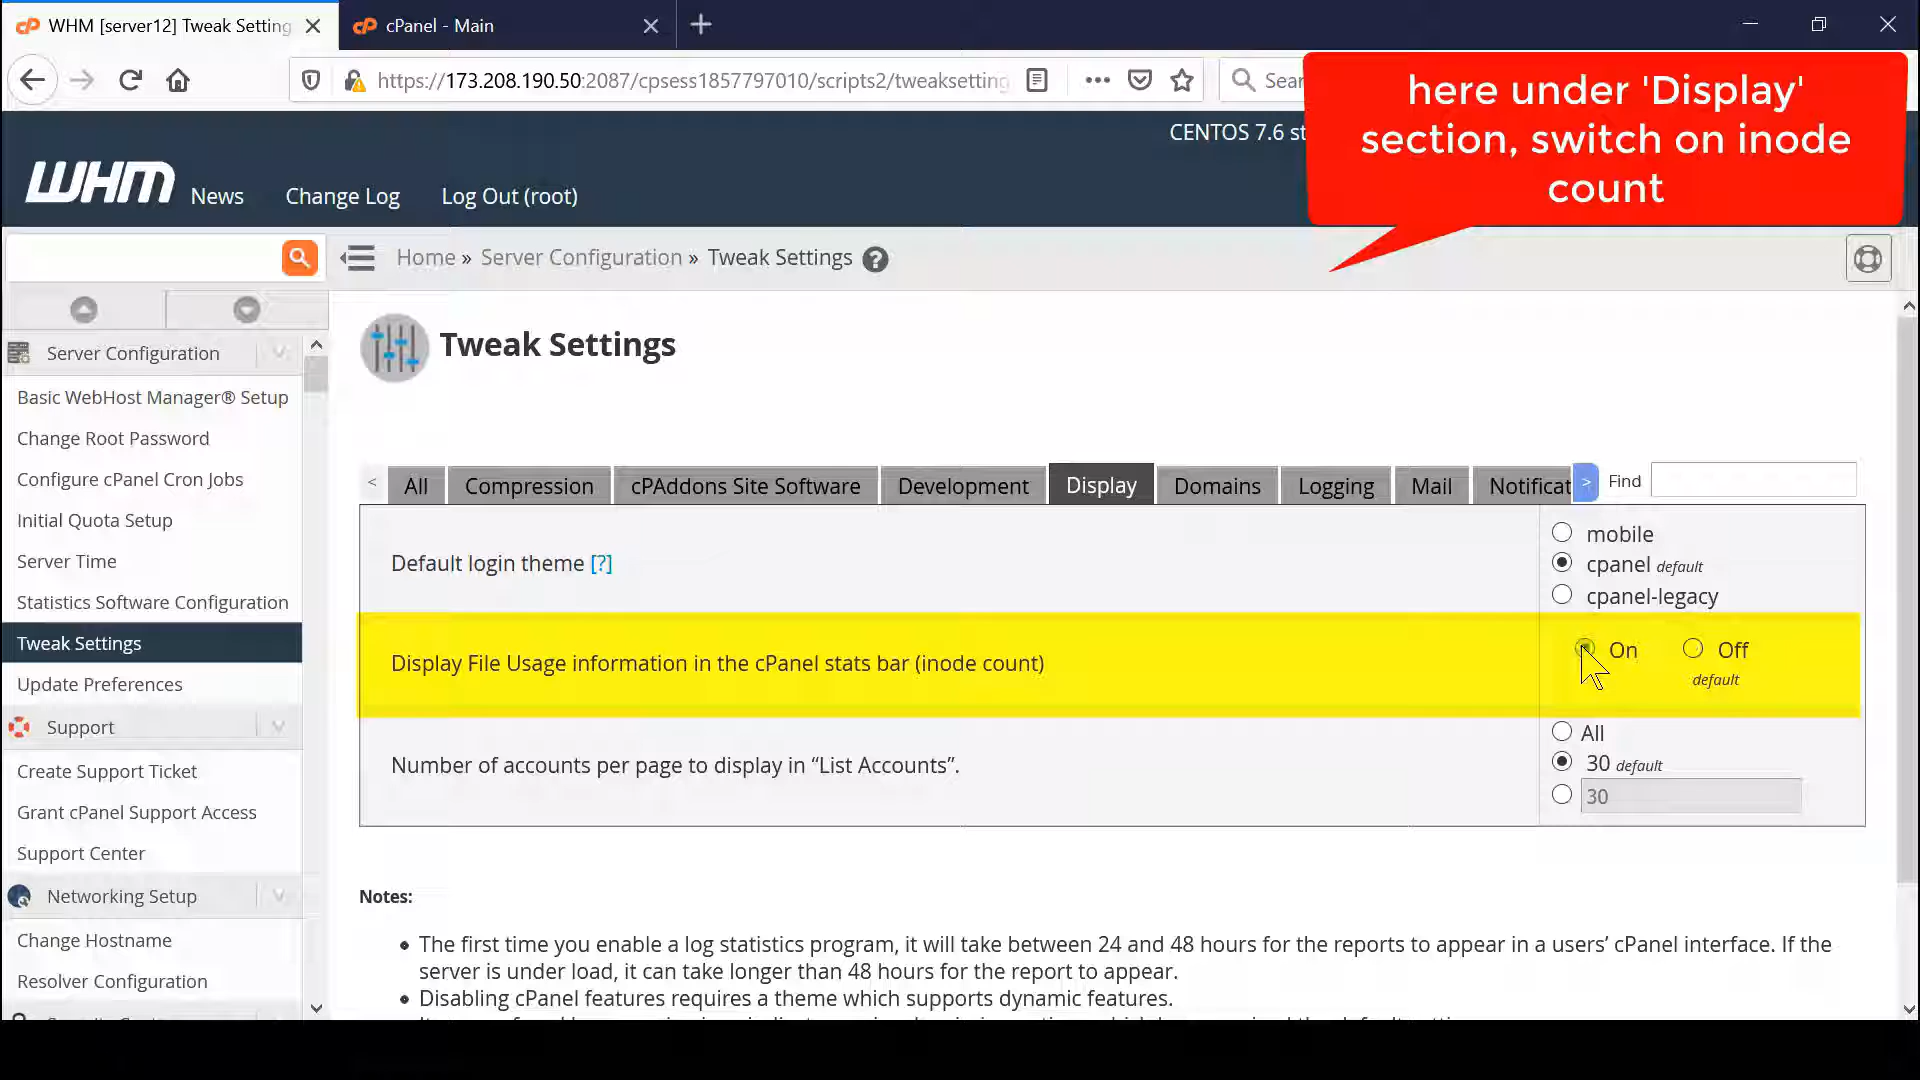 WHM [server12] Tweak Setting
cPanel - Main
https://173.208.190.50:2087/cpsess1857797010/scripts2/tweaksetting
Sear
here under 'Display'
section, switch on inode
count
CENTOS 7.6 st
WHM
News
Change Log
Log Out (root)
Home » Server Configuration » Tweak Settings
Tweak Settings
Server Configuration
Basic WebHost Manager® Setup
Change Root Password
Configure cPanel Cron Jobs
Initial Quota Setup
Server Time
Statistics Software Configuration
Tweak Settings
Update Preferences
Support
Create Support Ticket
Grant cPanel Support Access
Support Center
Networking Setup
Change Hostname
Resolver Configuration
< All Compression cPAddons Site Software Development Display Domains Logging Mail Notificat > Find
Default login theme [?]
mobile
cpanel default
cpanel-legacy
Display File Usage information in the cPanel stats bar (inode count)
On Off
default
Number of accounts per page to display in “List Accounts”.
All
30 default
30
Notes:
• The first time you enable a log statistics program, it will take between 24 and 48 hours for the reports to appear in a users’ cPanel interface. If the
server is under load, it can take longer than 48 hours for the report to appear.
• Disabling cPanel features requires a theme which supports dynamic features.